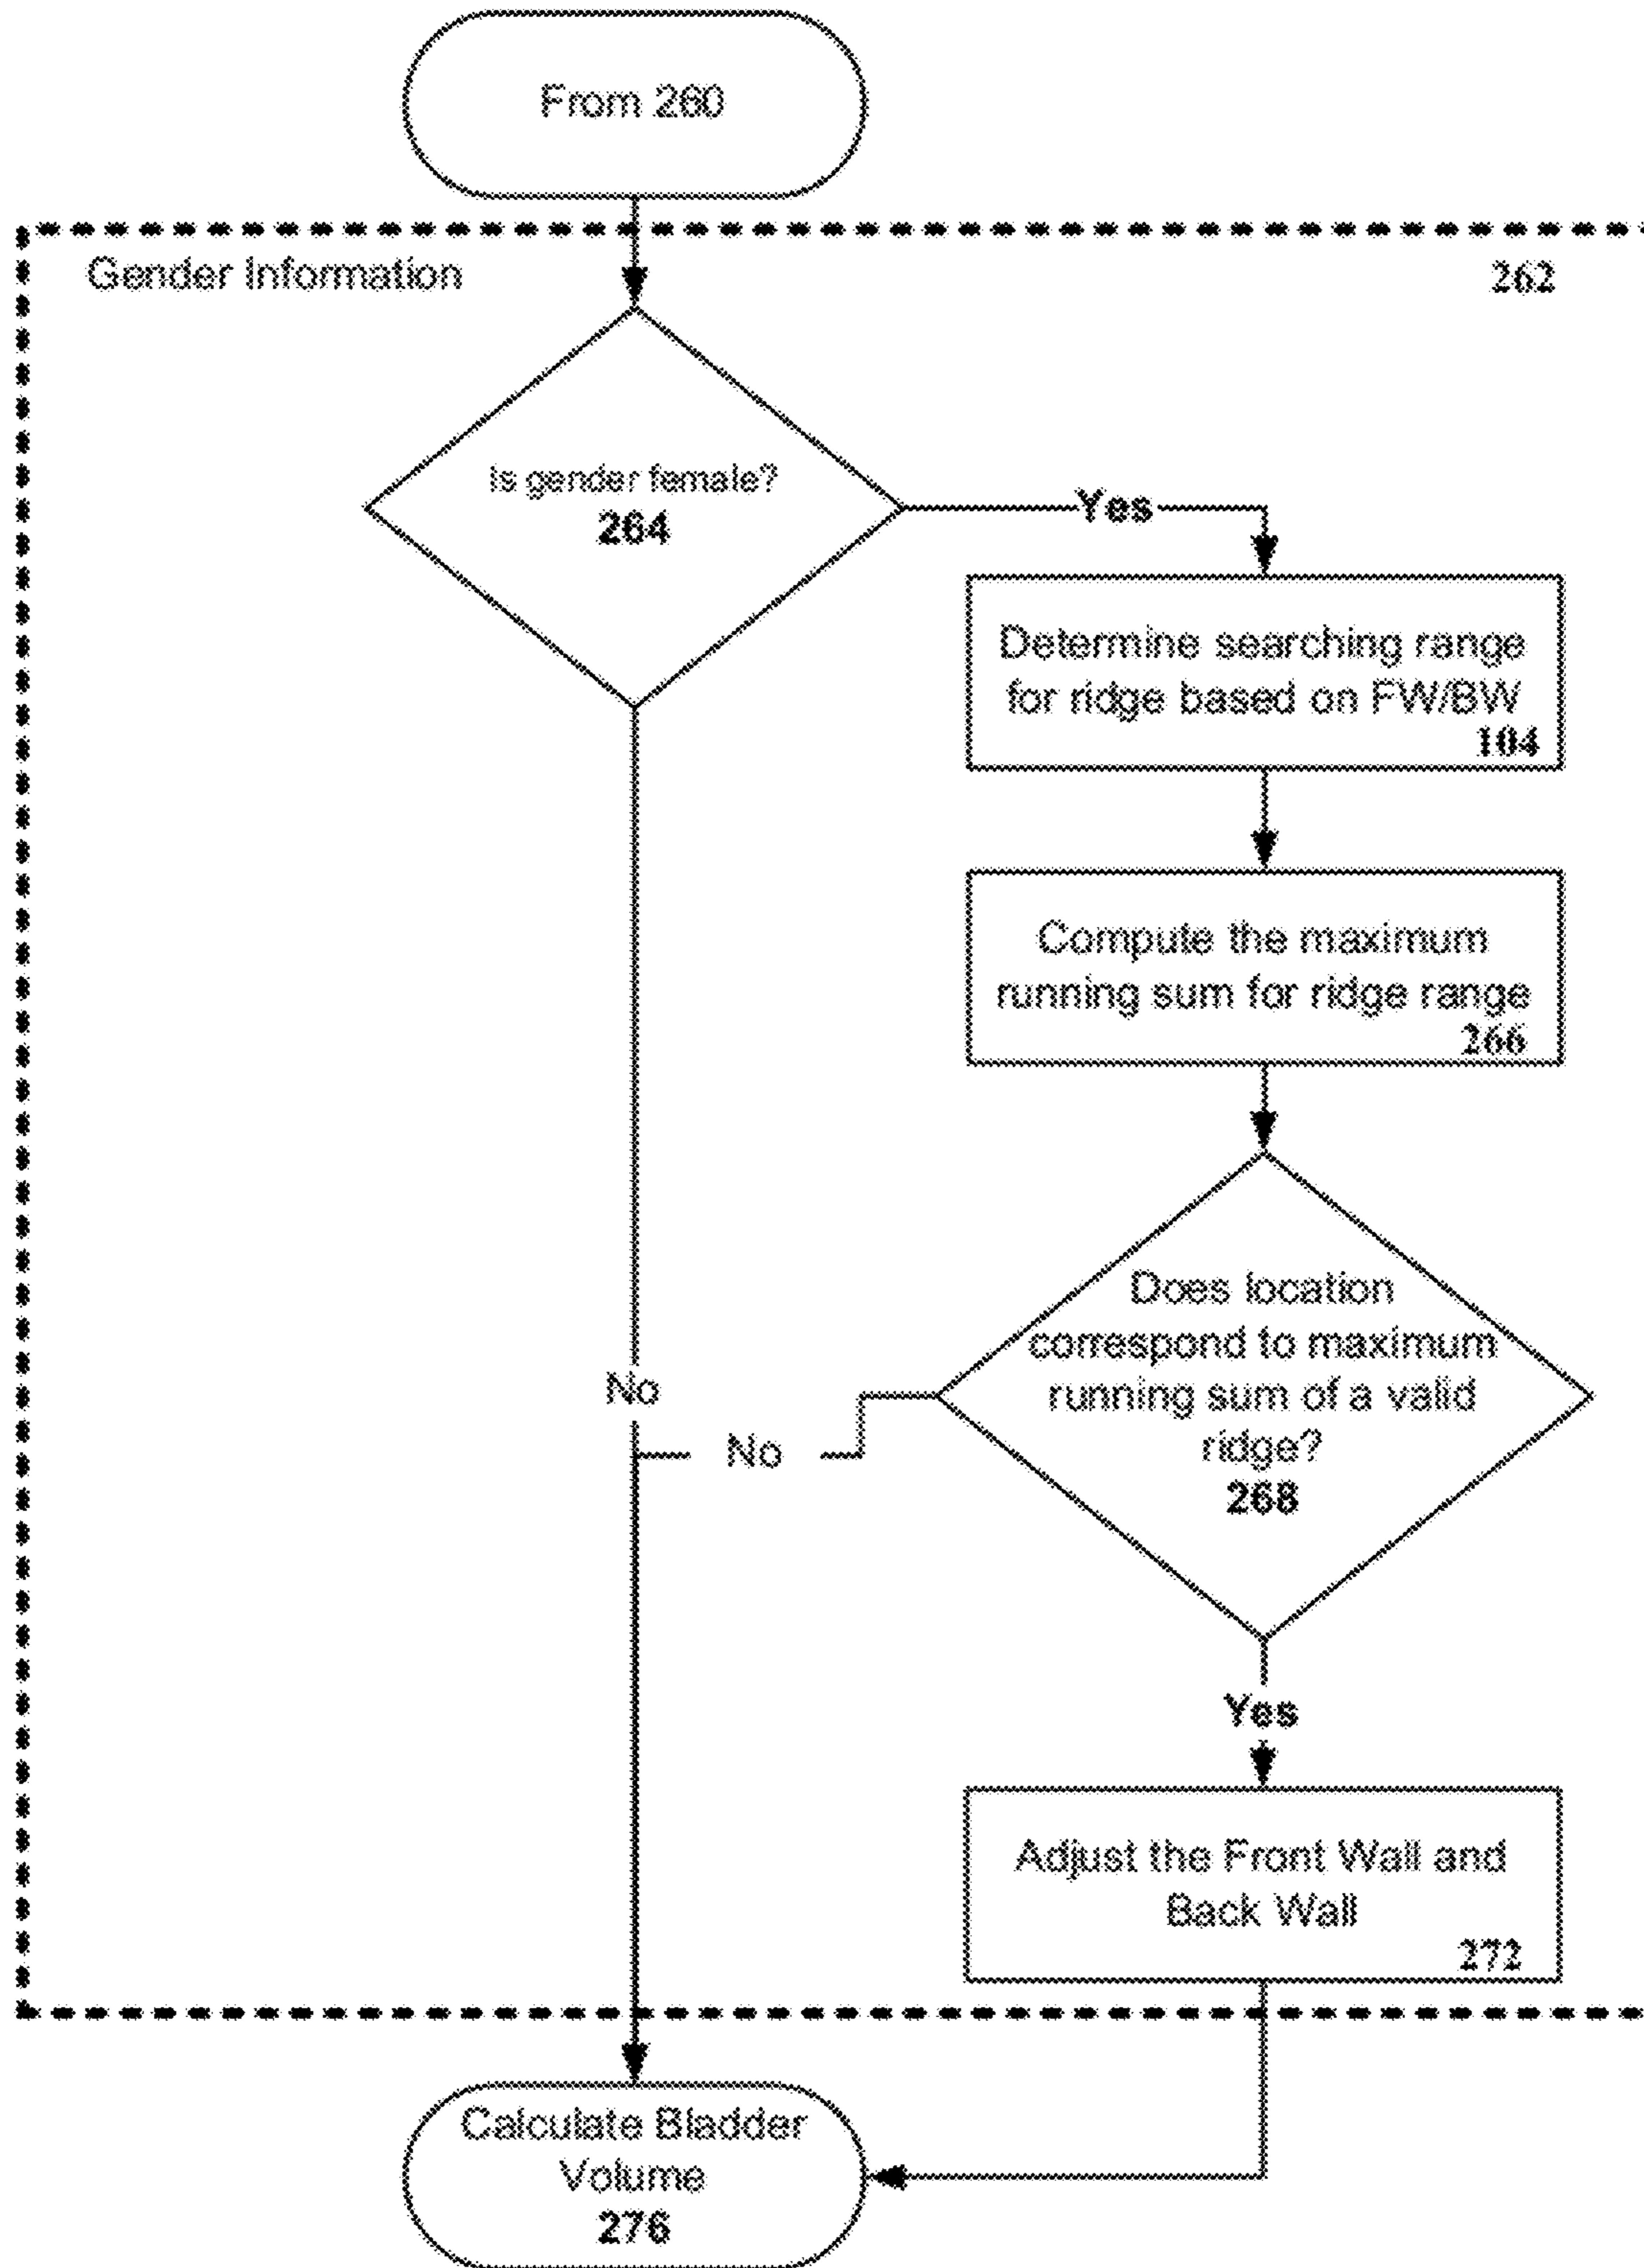 From 260
Gender Information
262
Is gender female?
264
Yes
Determine searching range
for ridge based on FW/BW
104
Compute the maximum
running sum for ridge range
266
Does location
correspond to maximum
running sum of a valid
ridge?
268
No
No
Yes
Adjust the Front Wall and
Back Wall
272
Calculate Bladder
Volume
276